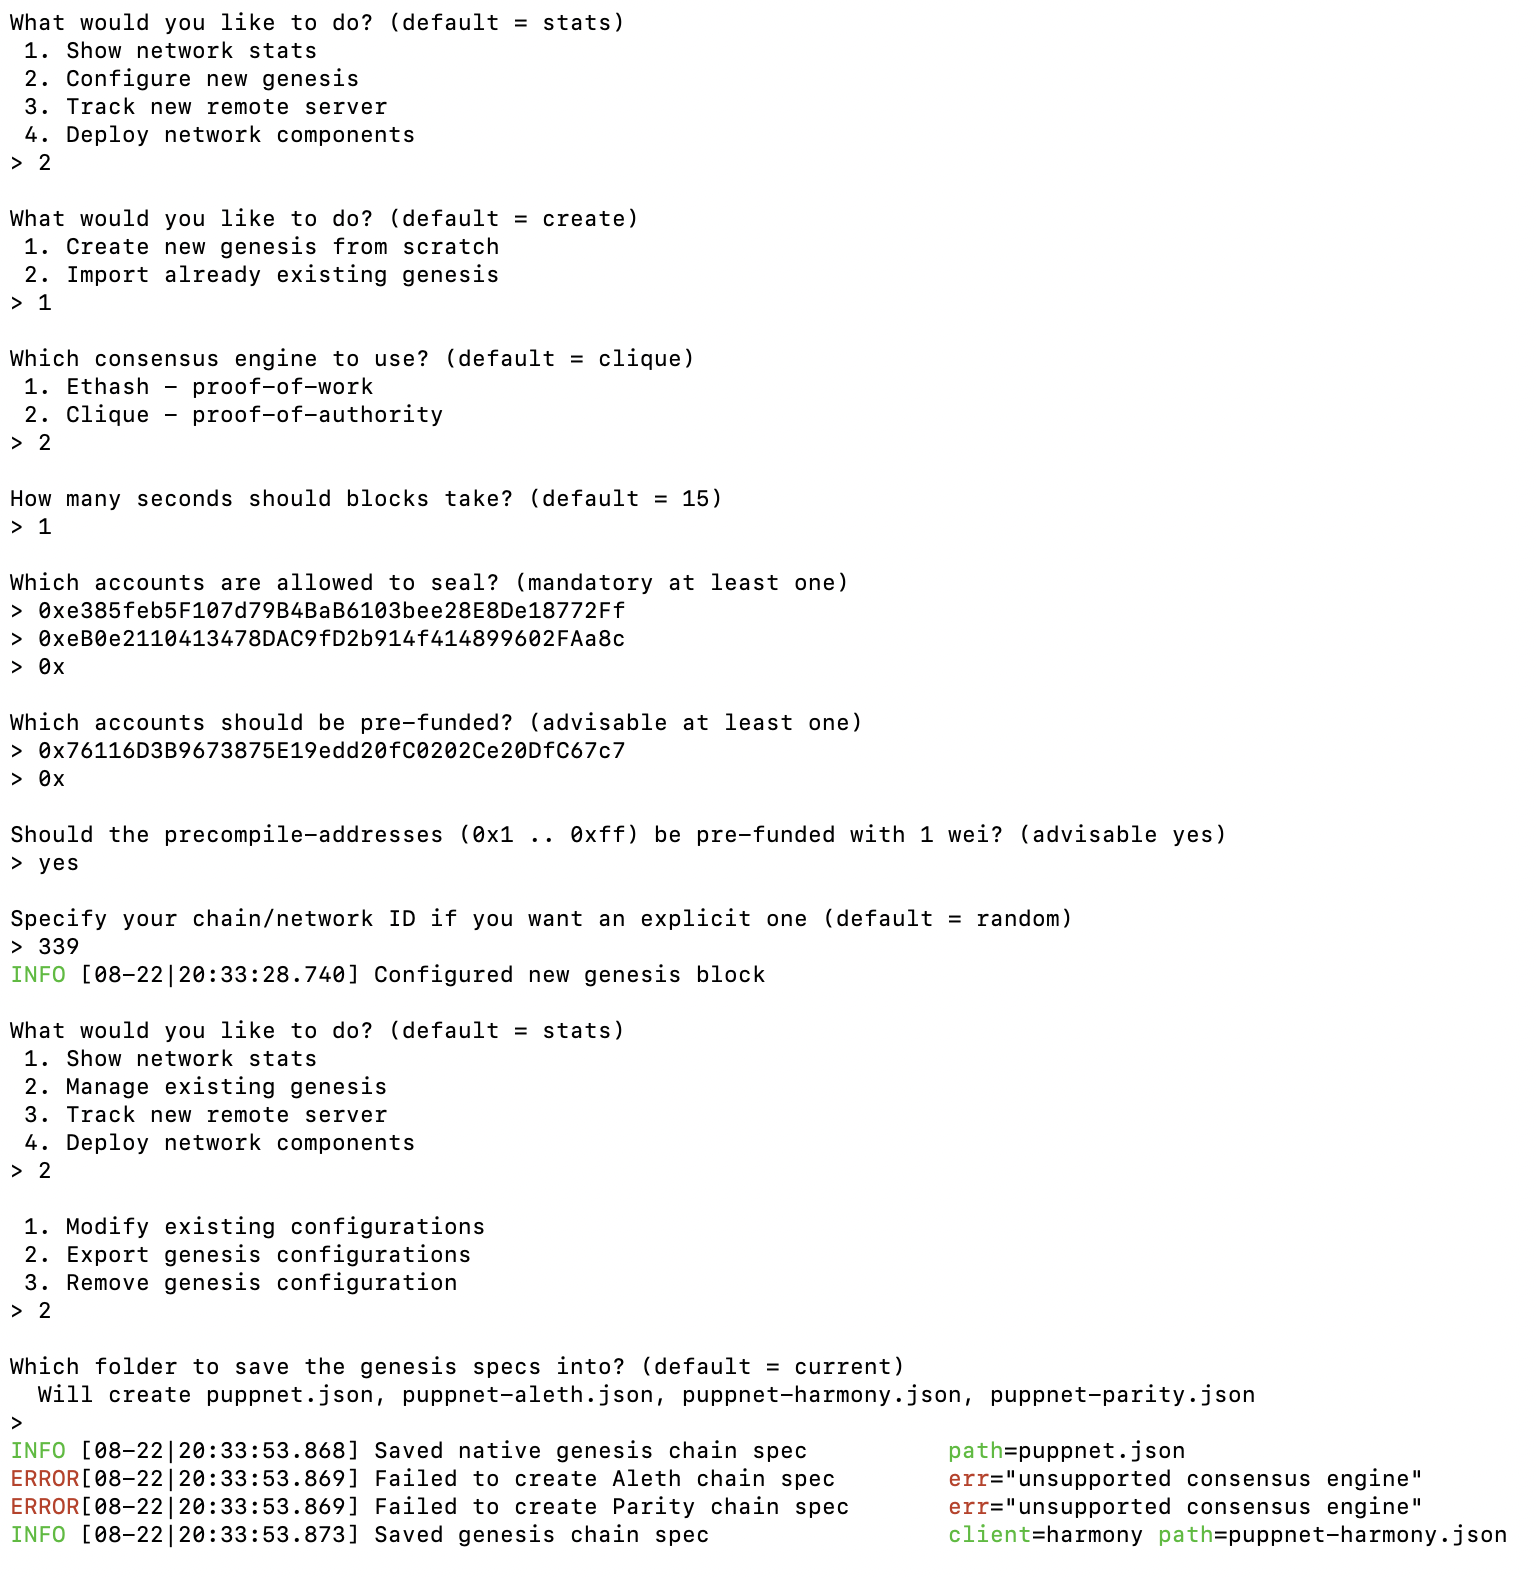 What would you like to do? (default = stats)
 1. Show network stats
 2. Configure new genesis
 3. Track new remote server
 4. Deploy network components
> 2

What would you like to do? (default = create)
 1. Create new genesis from scratch
 2. Import already existing genesis
> 1

Which consensus engine to use? (default = clique)
 1. Ethash - proof-of-work
 2. Clique - proof-of-authority
> 2

How many seconds should blocks take? (default = 15)
> 1

Which accounts are allowed to seal? (mandatory at least one)
> 0xe385feb5F107d79B4BaB6103bee28E8De18772Ff
> 0xeB0e2110413478DAC9fD2b914f414899602FAa8c
> 0x

Which accounts should be pre-funded? (advisable at least one)
> 0x76116D3B9673875E19edd20fC0202Ce20DfC67c7
> 0x

Should the precompile-addresses (0x1 .. 0xff) be pre-funded with 1 wei? (advisable yes)
> yes

Specify your chain/network ID if you want an explicit one (default = random)
> 339
INFO [08-22|20:33:28.740] Configured new genesis block

What would you like to do? (default = stats)
 1. Show network stats
 2. Manage existing genesis
 3. Track new remote server
 4. Deploy network components
> 2

 1. Modify existing configurations
 2. Export genesis configurations
 3. Remove genesis configuration
> 2

Which folder to save the genesis specs into? (default = current)
  Will create puppnet.json, puppnet-aleth.json, puppnet-harmony.json, puppnet-parity.json
>
INFO [08-22|20:33:53.868] Saved native genesis chain spec          path=puppnet.json
ERROR[08-22|20:33:53.869] Failed to create Aleth chain spec        err="unsupported consensus engine"
ERROR[08-22|20:33:53.869] Failed to create Parity chain spec       err="unsupported consensus engine"
INFO [08-22|20:33:53.873] Saved genesis chain spec                 client=harmony path=puppnet-harmony.json